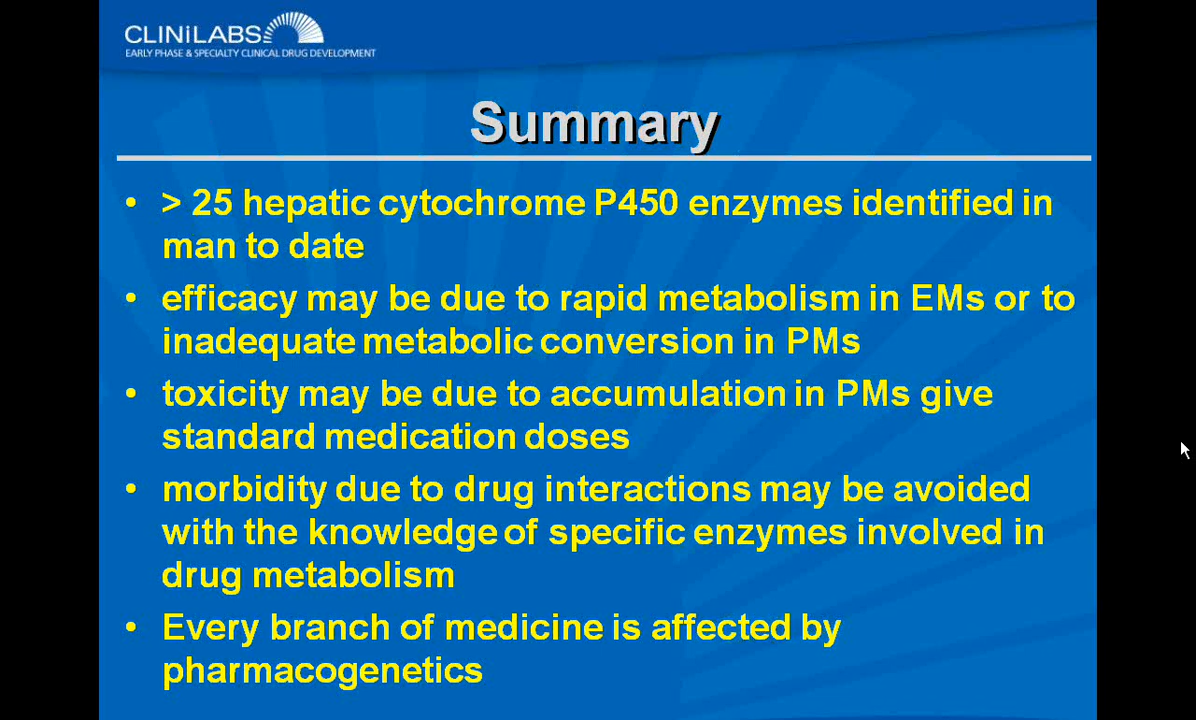 CLINiLABS
EARLY PHASE & SPECIALTY CLINICAL DRUG DEVELOPMENT
Summary
• > 25 hepatic cytochrome P450 enzymes identified in
man to date
• efficacy may be due to rapid metabolism in EMs or to
inadequate metabolic conversion in PMs
• toxicity may be due to accumulation in PMs give
standard medication doses
• morbidity due to drug interactions may be avoided
with the knowledge of specific enzymes involved in
drug metabolism
• Every branch of medicine is affected by
pharmacogenetics